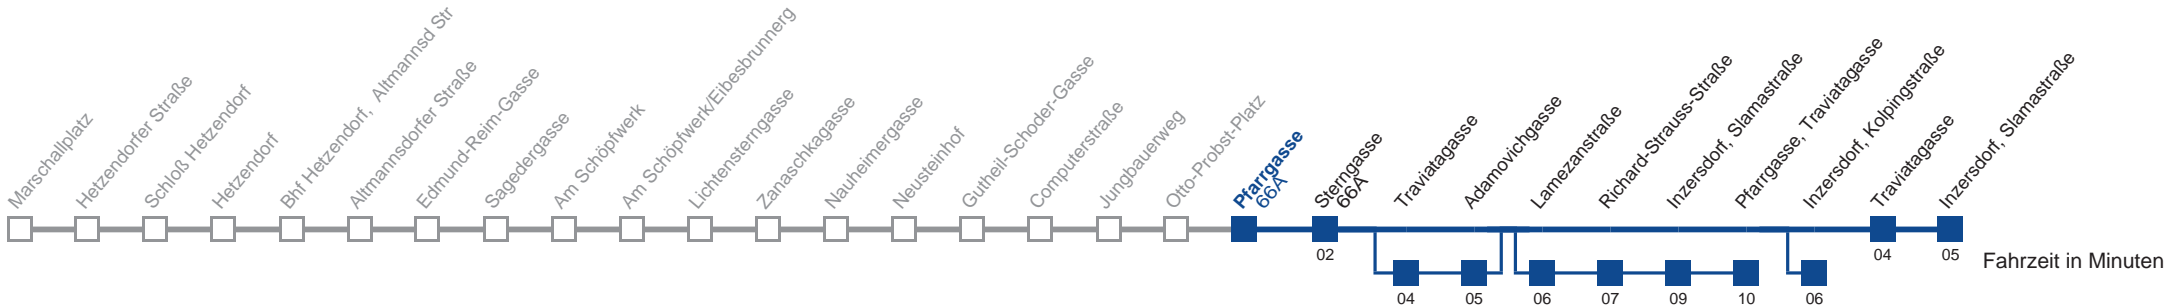 Marschallplatz
Hetzendorfer Straße
Schloß Hetzendorf
Hetzendorf
Bhf Hetzendorf, Altmannsd Str
Altmannsdorfer Straße
Edmund-Reim-Gasse
Sagedergasse
Am Schöpfwerk
Am Schöpfwerk/Eibesbrunnerg
Lichtensterngasse
Zanaschkagasse
Nauheimergasse
Neusteinhof
Gutheil-Schoder-Gasse
Computerstraße
Jungbauerweg
Otto-Probst-Platz
Pfarrgasse
66A
Sterngasse
66A
Traviatagasse
Adamovichgasse
Lamezanstraße
Richard-Strauss-Straße
Inzersdorf, Slamastraße
Pfarrgasse, Traviatagasse
Inzersdorf, Kolpingstraße
Traviatagasse
Inzersdorf, Slamastraße
02
04
05
Fahrzeit in Minuten
04
05
06
07
09
10
06